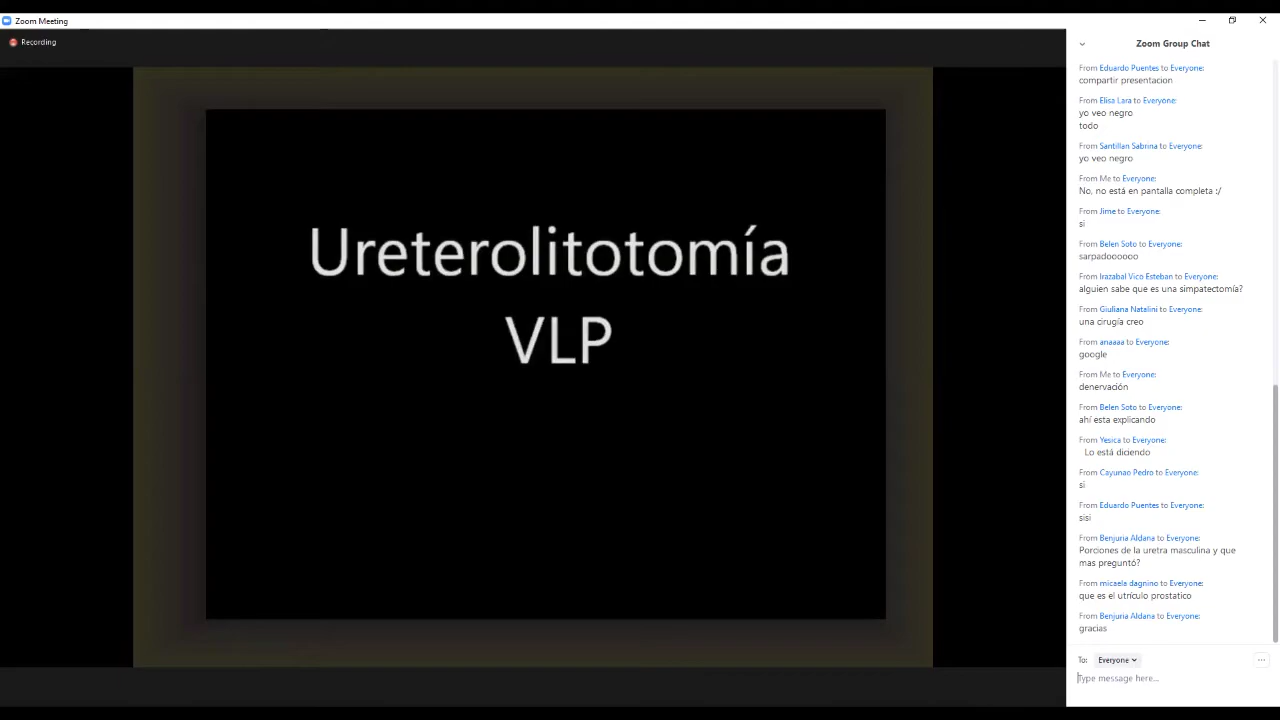 Zoom Meeting
Recording
Ureterolitotomía
VLP
Zoom Group Chat
From Eduardo Puentes to Everyone:
compartir presentacion
From Elisa Lara to Everyone:
yo veo negro
todo
From Santillan Sabrina to Everyone:
yo veo negro
From Me to Everyone:
No, no está en pantalla completa :/
From Jime to Everyone:
si
From Belen Soto to Everyone:
sarpadoooooo
From Irazabal Vico Esteban to Everyone:
alguien sabe que es una simpatectomía?
From Giuliana Natalini to Everyone:
una cirugía creo
From anaaaa to Everyone:
google
From Me to Everyone:
denervación
From Belen Soto to Everyone:
ahí esta explicando
From Yesica to Everyone:
Lo está diciendo
From Cayunao Pedro to Everyone:
si
From Eduardo Puentes to Everyone:
sisi
From Benjuria Aldana to Everyone:
Porciones de la uretra masculina y que
mas preguntó?
From micaela dagnino to Everyone:
que es el utrículo prostatico
From Benjuria Aldana to Everyone:
gracias
To: Everyone
Type message here...